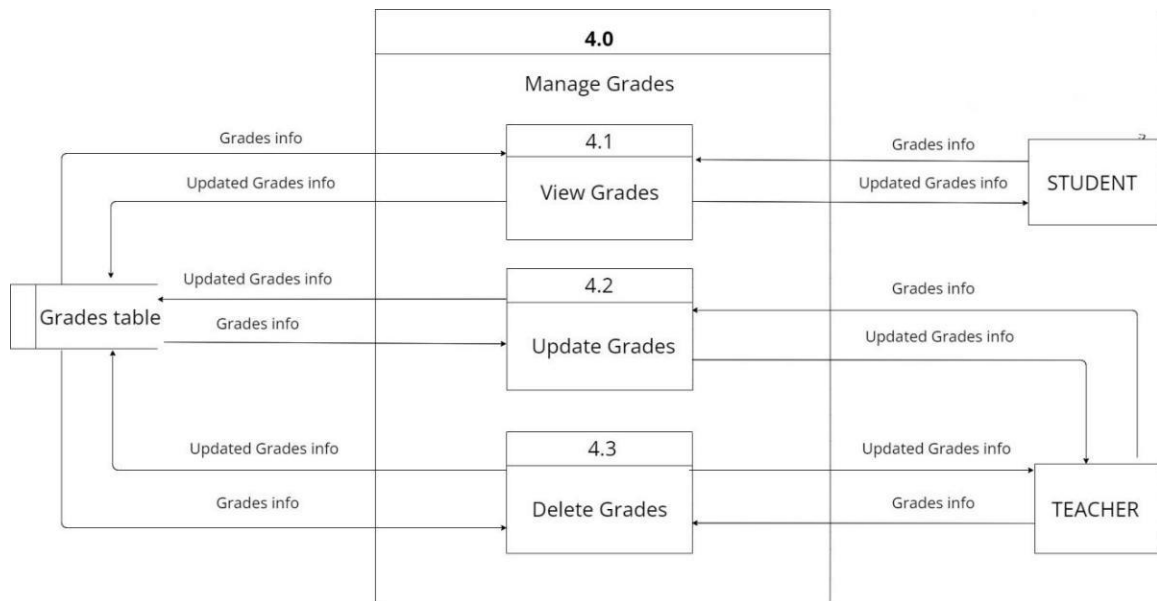 4.0
Manage Grades
Grades info
4.1
Grades info
Updated Grades info
View Grades
Updated Grades info
STUDENT
Updated Grades info
4.2
Grades info
Grades table
Grades info
Update Grades
Updated Grades info
Updated Grades info
4.3
Updated Grades info
Grades info
Delete Grades
Grades info
TEACHER